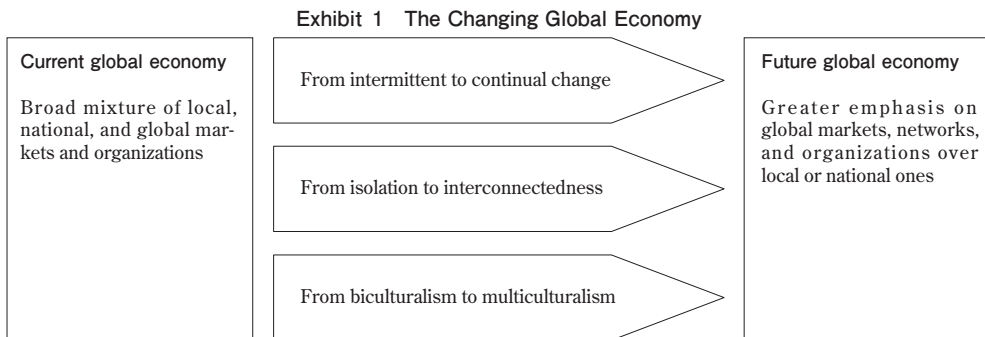 Exhibit 1 The Changing Global Economy
Current global economy
Broad mixture of local,
national, and global mar-
kets and organizations
From intermittent to continual change
From isolation to interconnectedness
From biculturalism to multiculturalism
Future global economy
Greater emphasis on
global markets, networks,
and organizations over
local or national ones